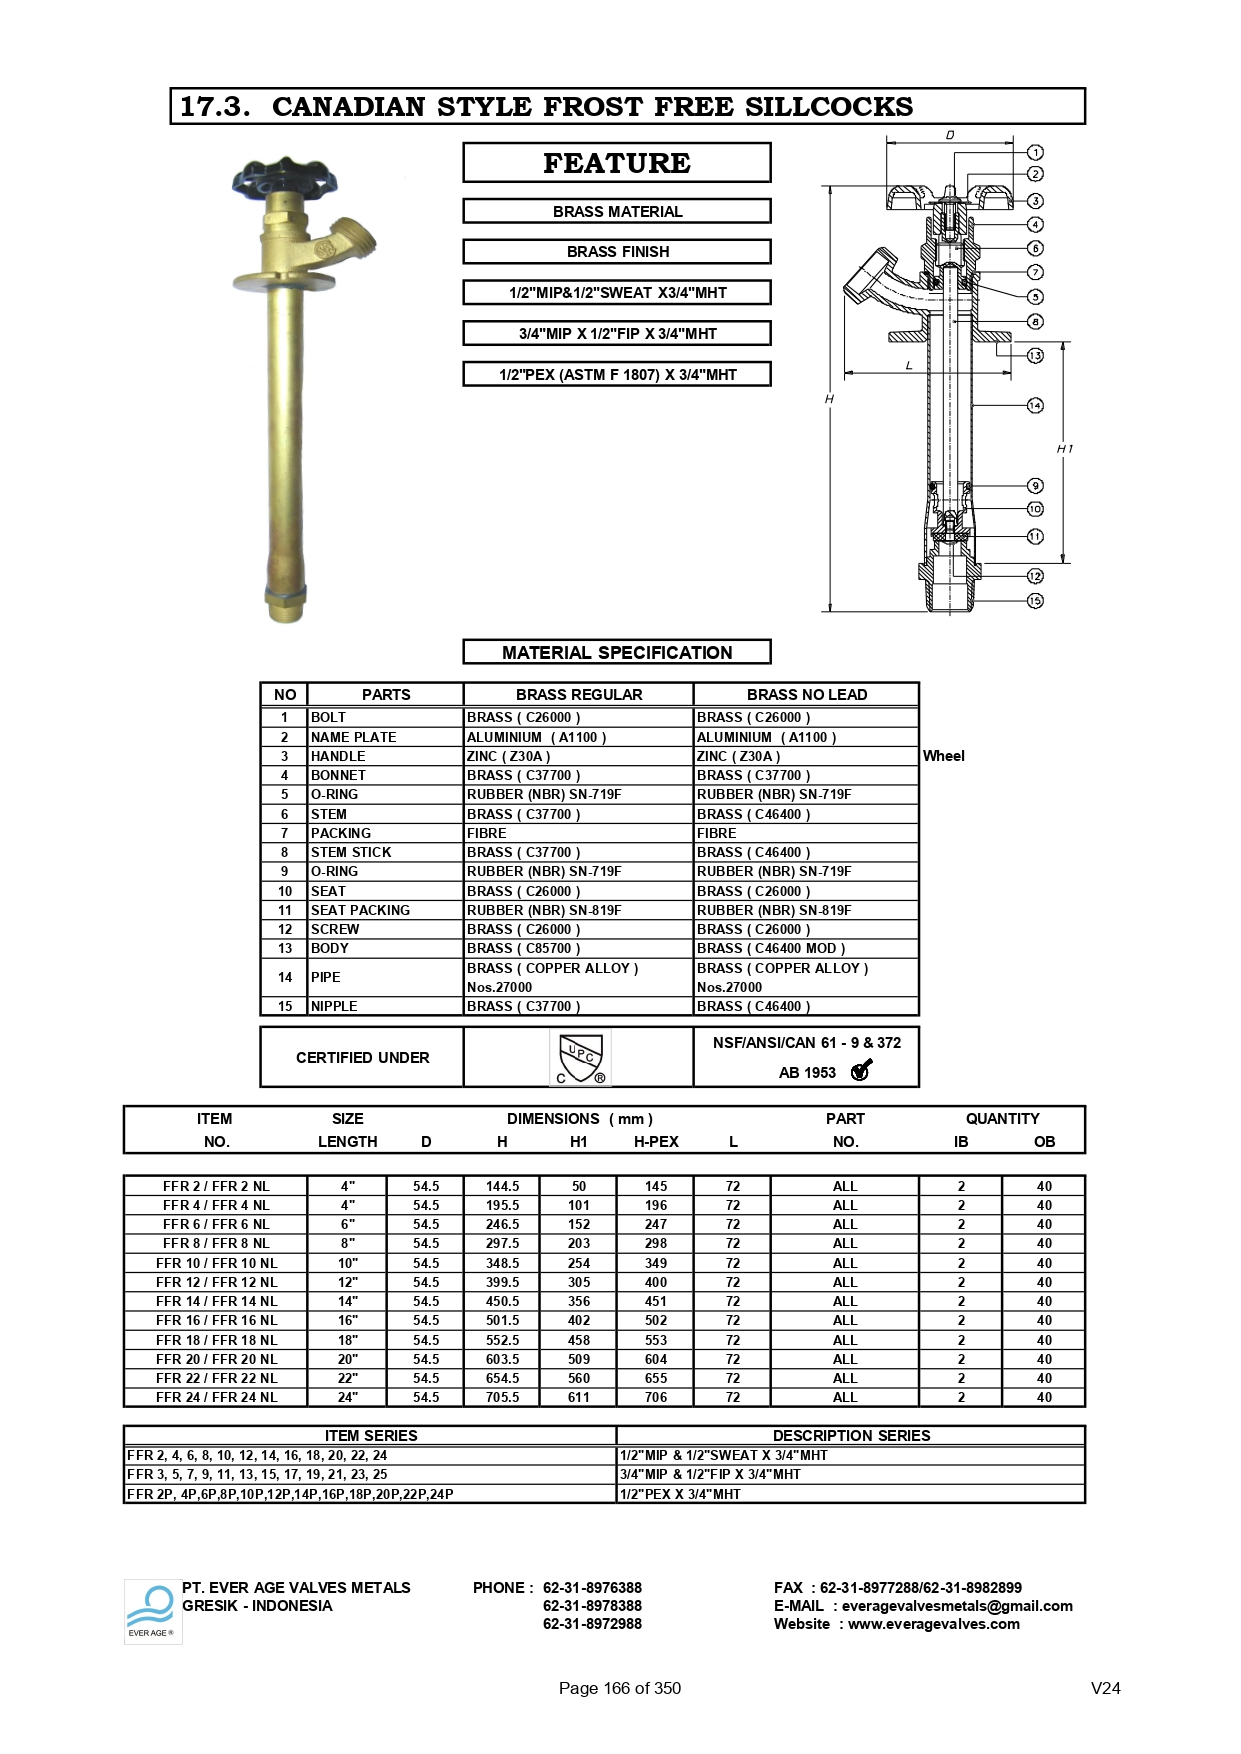 17.3. CANADIAN STYLE FROST FREE SILLCOCKS
FEATURE
BRASS MATERIAL
BRASS FINISH
1/2"MIP&1/2"SWEAT X3/4"MHT
3/4"MIP X 1/2"FIP X 3/4"MHT
1/2"PEX (ASTM F 1807) X 3/4"MHT
D
1
2
3
4
6
7
5
8
13
L
H
14
H1
9
10
11
12
15
MATERIAL SPECIFICATION
NO PARTS BRASS REGULAR BRASS NO LEAD
1 BOLT BRASS ( C26000 ) BRASS ( C26000 )
2 NAME PLATE ALUMINIUM ( A1100 ) ALUMINIUM ( A1100 )
3 HANDLE ZINC ( Z30A ) ZINC ( Z30A ) Wheel
4 BONNET BRASS ( C37700 ) BRASS ( C37700 )
5 O-RING RUBBER (NBR) SN-719F RUBBER (NBR) SN-719F
6 STEM BRASS ( C37700 ) BRASS ( C46400 )
7 PACKING FIBRE FIBRE
8 STEM STICK BRASS ( C37700 ) BRASS ( C46400 )
9 O-RING RUBBER (NBR) SN-719F RUBBER (NBR) SN-719F
10 SEAT BRASS ( C26000 ) BRASS ( C26000 )
11 SEAT PACKING RUBBER (NBR) SN-819F RUBBER (NBR) SN-819F
12 SCREW BRASS ( C26000 ) BRASS ( C26000 )
13 BODY BRASS ( C85700 ) BRASS ( C46400 MOD )
14 PIPE BRASS ( COPPER ALLOY ) BRASS ( COPPER ALLOY )
Nos.27000 Nos.27000
15 NIPPLE BRASS ( C37700 ) BRASS ( C46400 )
CERTIFIED UNDER UPC C ® NSF/ANSI/CAN 61 - 9 & 372
AB 1953
ITEM SIZE DIMENSIONS ( mm ) PART QUANTITY
NO. LENGTH D H H1 H-PEX L NO. IB OB
FFR 2 / FFR 2 NL 4" 54.5 144.5 50 145 72 ALL 2 40
FFR 4 / FFR 4 NL 4" 54.5 195.5 101 196 72 ALL 2 40
FFR 6 / FFR 6 NL 6" 54.5 246.5 152 247 72 ALL 2 40
FFR 8 / FFR 8 NL 8" 54.5 297.5 203 298 72 ALL 2 40
FFR 10 / FFR 10 NL 10" 54.5 348.5 254 349 72 ALL 2 40
FFR 12 / FFR 12 NL 12" 54.5 399.5 305 400 72 ALL 2 40
FFR 14 / FFR 14 NL 14" 54.5 450.5 356 451 72 ALL 2 40
FFR 16 / FFR 16 NL 16" 54.5 501.5 402 502 72 ALL 2 40
FFR 18 / FFR 18 NL 18" 54.5 552.5 458 553 72 ALL 2 40
FFR 20 / FFR 20 NL 20" 54.5 603.5 509 604 72 ALL 2 40
FFR 22 / FFR 22 NL 22" 54.5 654.5 560 655 72 ALL 2 40
FFR 24 / FFR 24 NL 24" 54.5 705.5 611 706 72 ALL 2 40
ITEM SERIES DESCRIPTION SERIES
FFR 2, 4, 6, 8, 10, 12, 14, 16, 18, 20, 22, 24 1/2"MIP & 1/2"SWEAT X 3/4"MHT
FFR 3, 5, 7, 9, 11, 13, 15, 17, 19, 21, 23, 25 3/4"MIP & 1/2"FIP X 3/4"MHT
FFR 2P, 4P,6P,8P,10P,12P,14P,16P,18P,20P,22P,24P 1/2"PEX X 3/4"MHT
PT. EVER AGE VALVES METALS PHONE : 62-31-8976388 FAX : 62-31-8977288/62-31-8982899
GRESIK - INDONESIA 62-31-8978388 E-MAIL : everagevalvesmetals@gmail.com
62-31-8972988 Website : www.everagevalves.com
EVER AGE ®
Page 166 of 350 V24